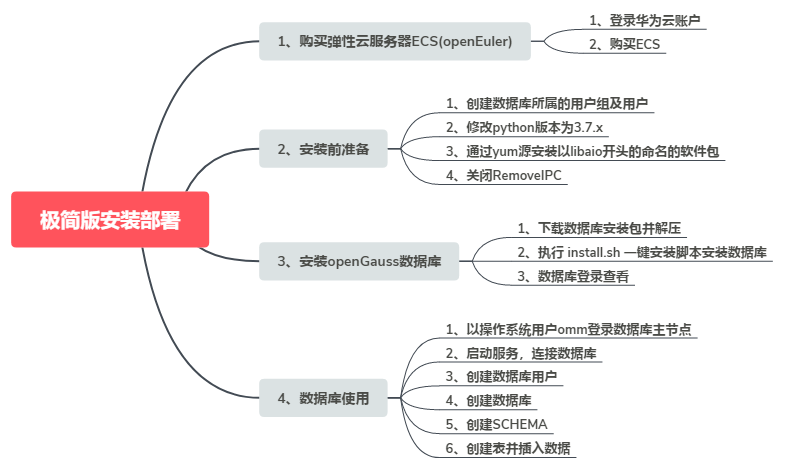 极简版安装部署
1、购买弹性云服务器ECS(openEuler)
1、登录华为云账户
2、购买ECS
2、安装前准备
1、创建数据库所属的用户组及用户
2、修改python版本为3.7.x
3、通过yum源安装以libaio开头的命名的软件包
4、关闭RemoveIPC
3、安装openGauss数据库
1、下载数据库安装包并解压
2、执行 install.sh 一键安装脚本安装数据库
3、数据库登录查看
4、数据库使用
1、以操作系统用户omm登录数据库主节点
2、启动服务，连接数据库
3、创建数据库用户
4、创建数据库
5、创建SCHEMA
6、创建表并插入数据